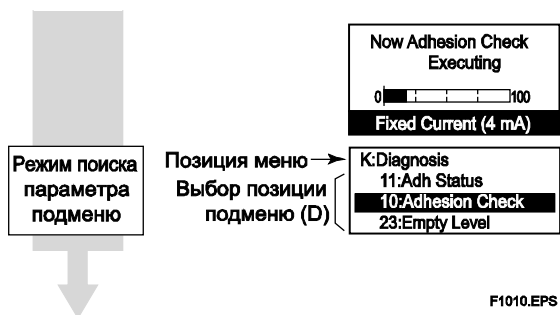 Now Adhesion Check
Executing
0 100
Fixed Current (4 mA)
Режим поиска
параметра
подменю
Позиция меню
Выбор позиции
подменю (D)
K:Diagnosis
11:Adh Status
10:Adhesion Check
23:Empty Level
F1010.EPS